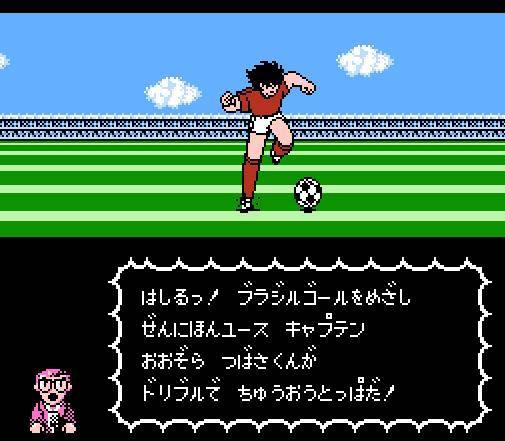 はしるっ! ブラジルゴールをめざし
ぜんにほんユース キャプテン
おおぞら つばさくんが
ドリブルで ちゅうおうとっぱだ!